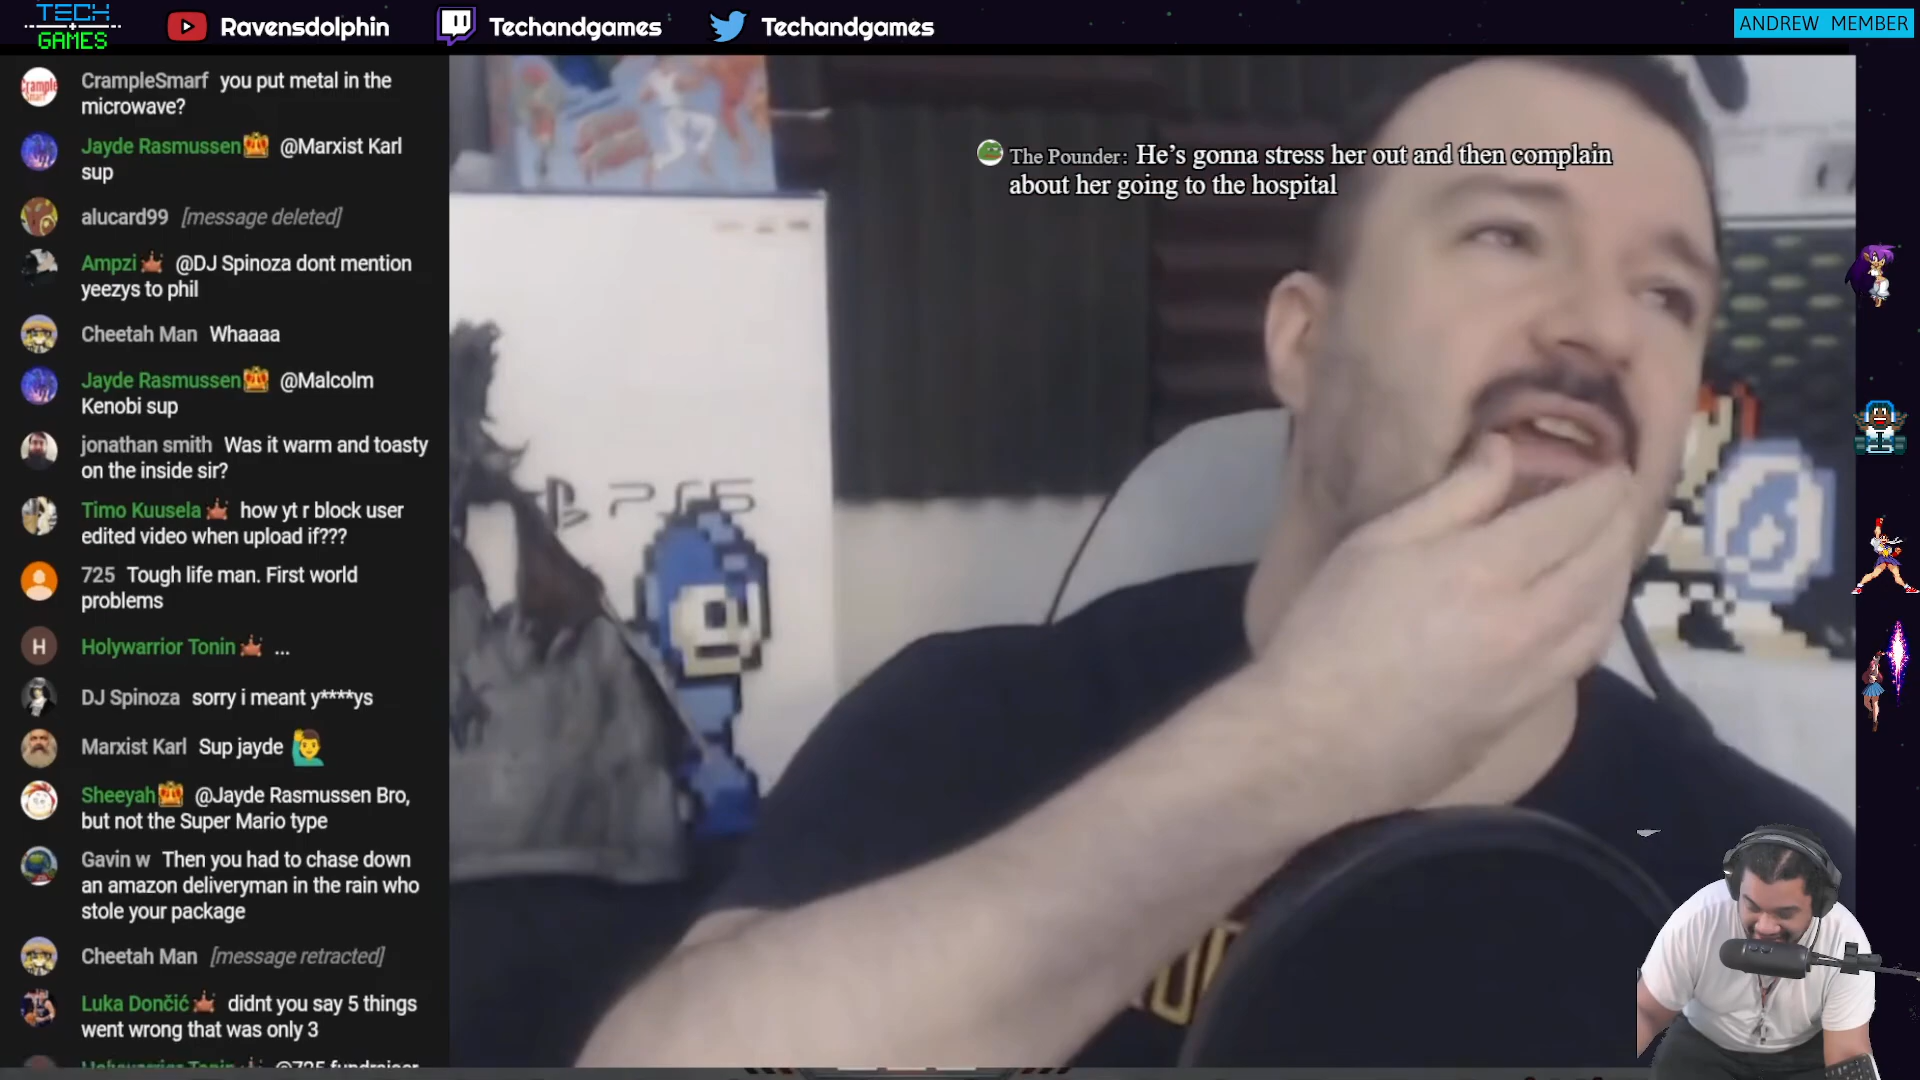 TECH
GAMES
Ravensdolphin
Techandgames
Techandgames
ANDREW MEMBER
CrampleSmarf you put metal in the
microwave?
Jayde Rasmussen @Marxist Karl
sup
alucard99 [message deleted]
Ampzi @DJ Spinoza dont mention
yeezys to phil
Cheetah Man Whaaaa
Jayde Rasmussen @Malcolm
Kenobi sup
jonathan smith Was it warm and toasty
on the inside sir?
Timo Kuusela how yt r block user
edited video when upload if???
725 Tough life man. First world
problems
H
Holywarrior Tonin ...
DJ Spinoza sorry i meant y****ys
Marxist Karl Sup jayde
Sheeyah @Jayde Rasmussen Bro,
but not the Super Mario type
Gavin w Then you had to chase down
an amazon deliveryman in the rain who
stole your package
Cheetah Man [message retracted]
Luka Dončić didnt you say 5 things
went wrong that was only 3
Holywarrior Tonin @725 fundraiser
The Pounder: He's gonna stress her out and then complain
about her going to the hospital
PS5